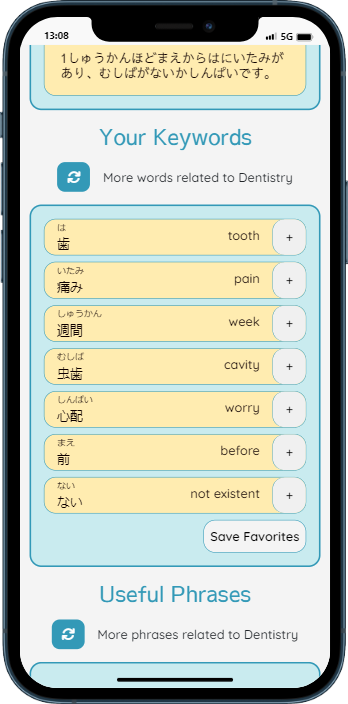 13:08
5G
1しゅうかんほどまえからはにいたみが
あり、むしばがないかしんぱいです。
Your Keywords
More words related to Dentistry
は
歯 tooth +
いたみ
痛み pain +
しゅうかん
週間 week +
むしば
虫歯 cavity +
しんぱい
心配 worry +
まえ
前 before +
ない
ない not existent +
Save Favorites
Useful Phrases
More phrases related to Dentistry